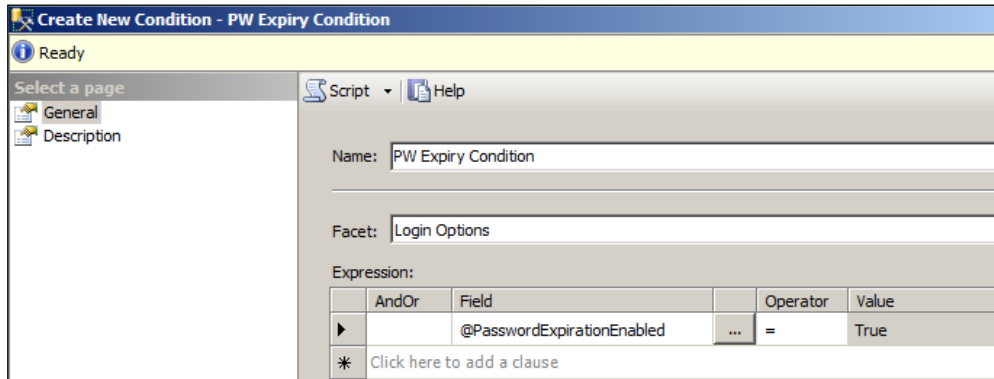 Create New Condition - PW Expiry Condition
Ready
Select a page
General
Description
Script Help
Name: PW Expiry Condition
Facet: Login Options
Expression:
AndOr Field Operator Value
@PasswordExpirationEnabled ... = True
Click here to add a clause